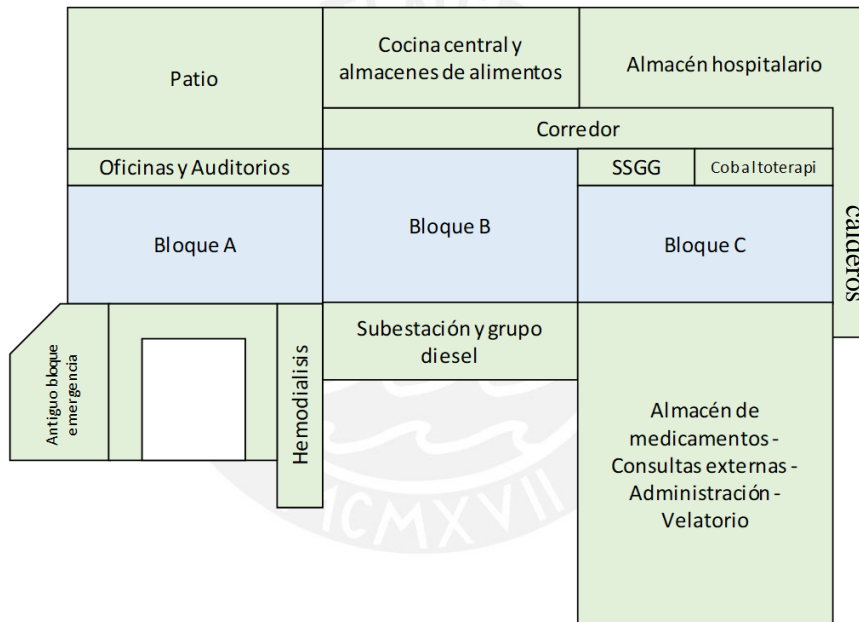 Patio
Cocina central y
almacenes de alimentos
Almacén hospitalario
Corredor
Oficinas y Auditorios
SSGG
Cobaltoterapi
Bloque A
Bloque B
Bloque C
calderos
Antiguo bloque
emergencia
Hemodialisis
Subestación y grupo
diesel
Almacén de
medicamentos -
Consultas externas -
Administración -
Velatorio
MCMXVII